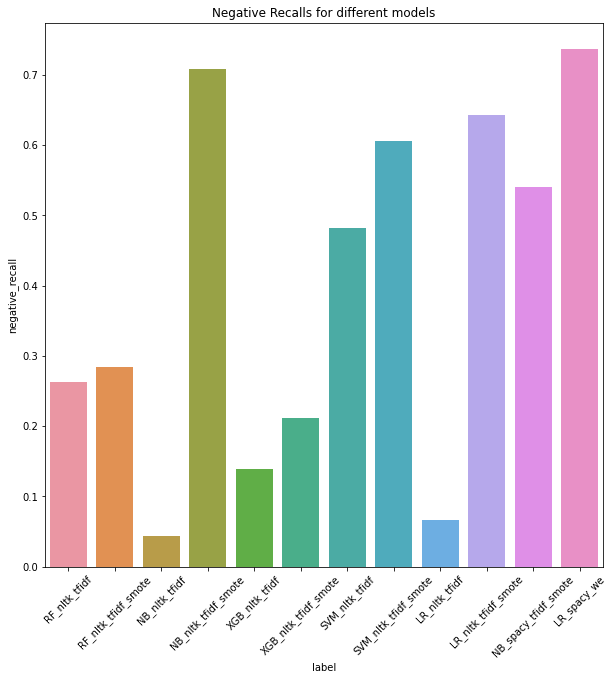 Negative Recalls for different models
negative_recall
0.7
0.6
0.5
0.4
0.3
0.2
0.1
0.0
RF_nltk_tfidf
RF_nltk_tfidf_smote
NB_nltk_tfidf
NB_nltk_tfidf_smote
XGB_nltk_tfidf
XGB_nltk_tfidf_smote
SVM_nltk_tfidf
SVM_nltk_tfidf_smote
LR_nltk_tfidf
LR_nltk_tfidf_smote
NB_spacy_tfidf_smote
LR_spacy_we
label